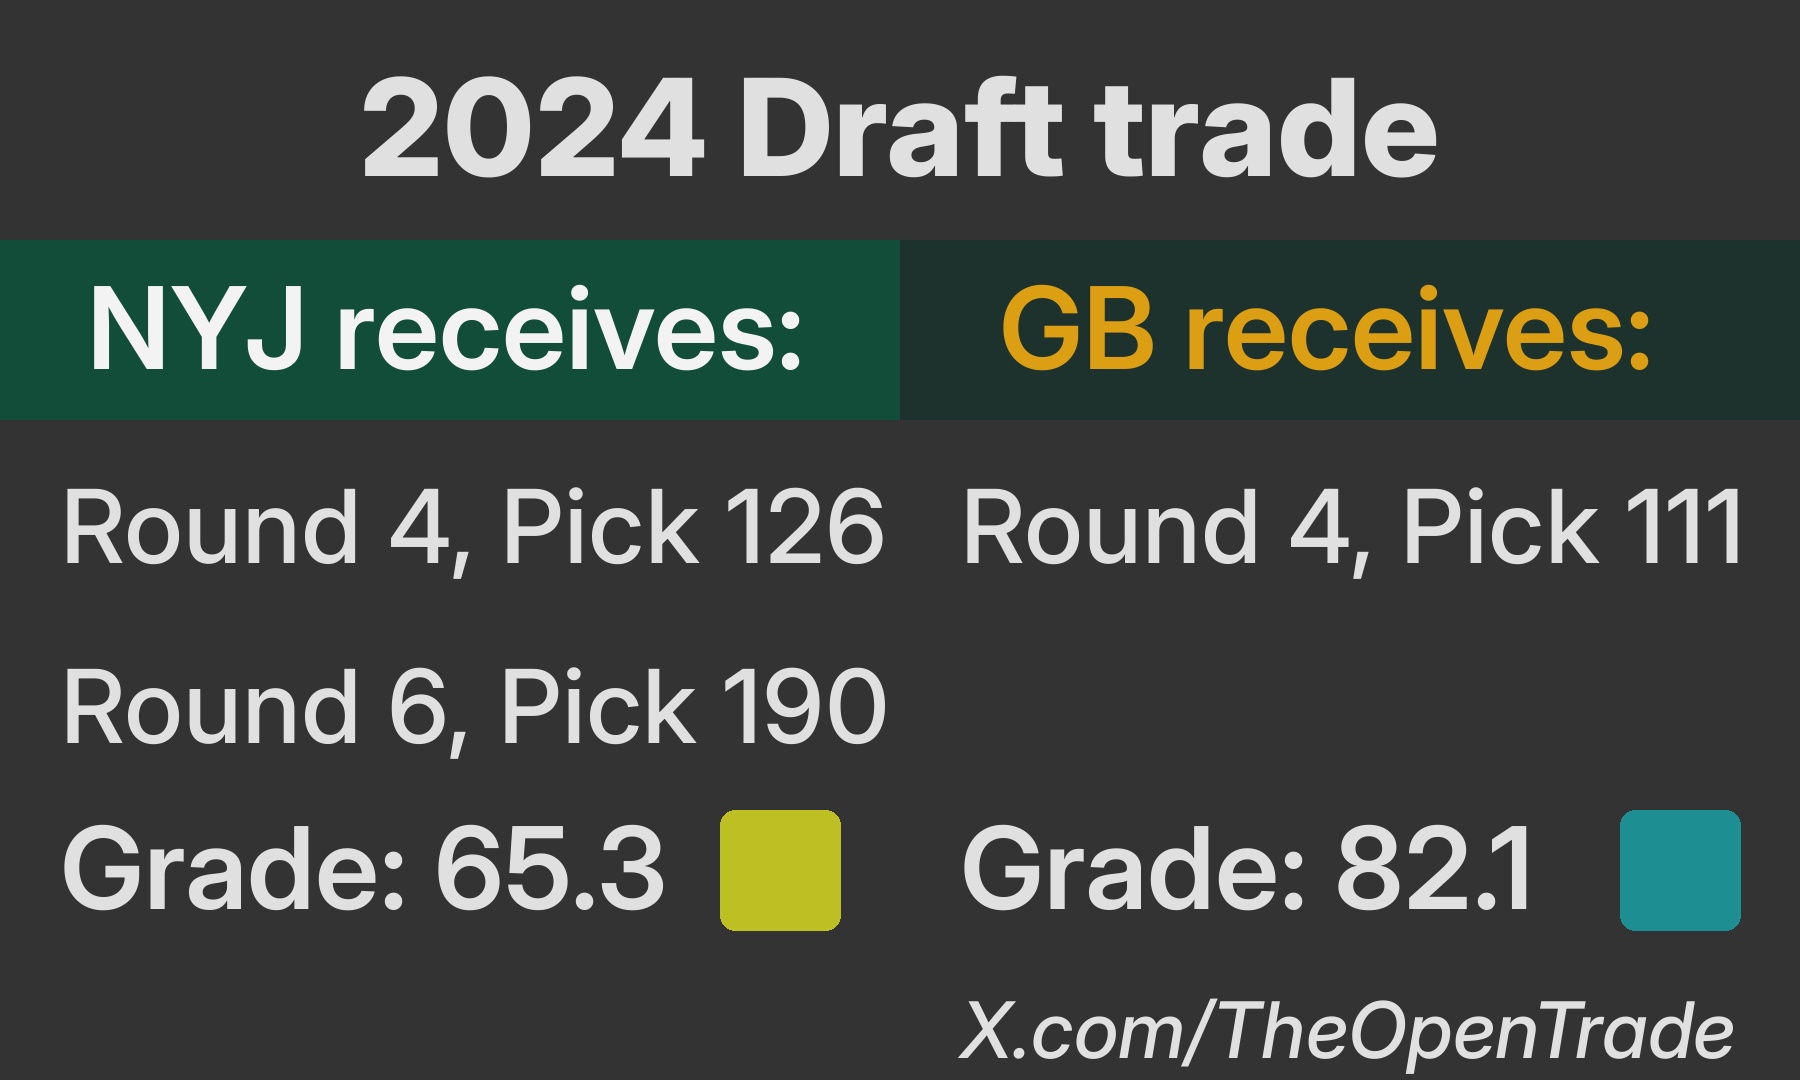 2024 Draft trade
NYJ receives:
GB receives:
Round 4, Pick 126
Round 4, Pick 111
Round 6, Pick 190
Grade: 65.3
Grade: 82.1
X.com/TheOpenTrade